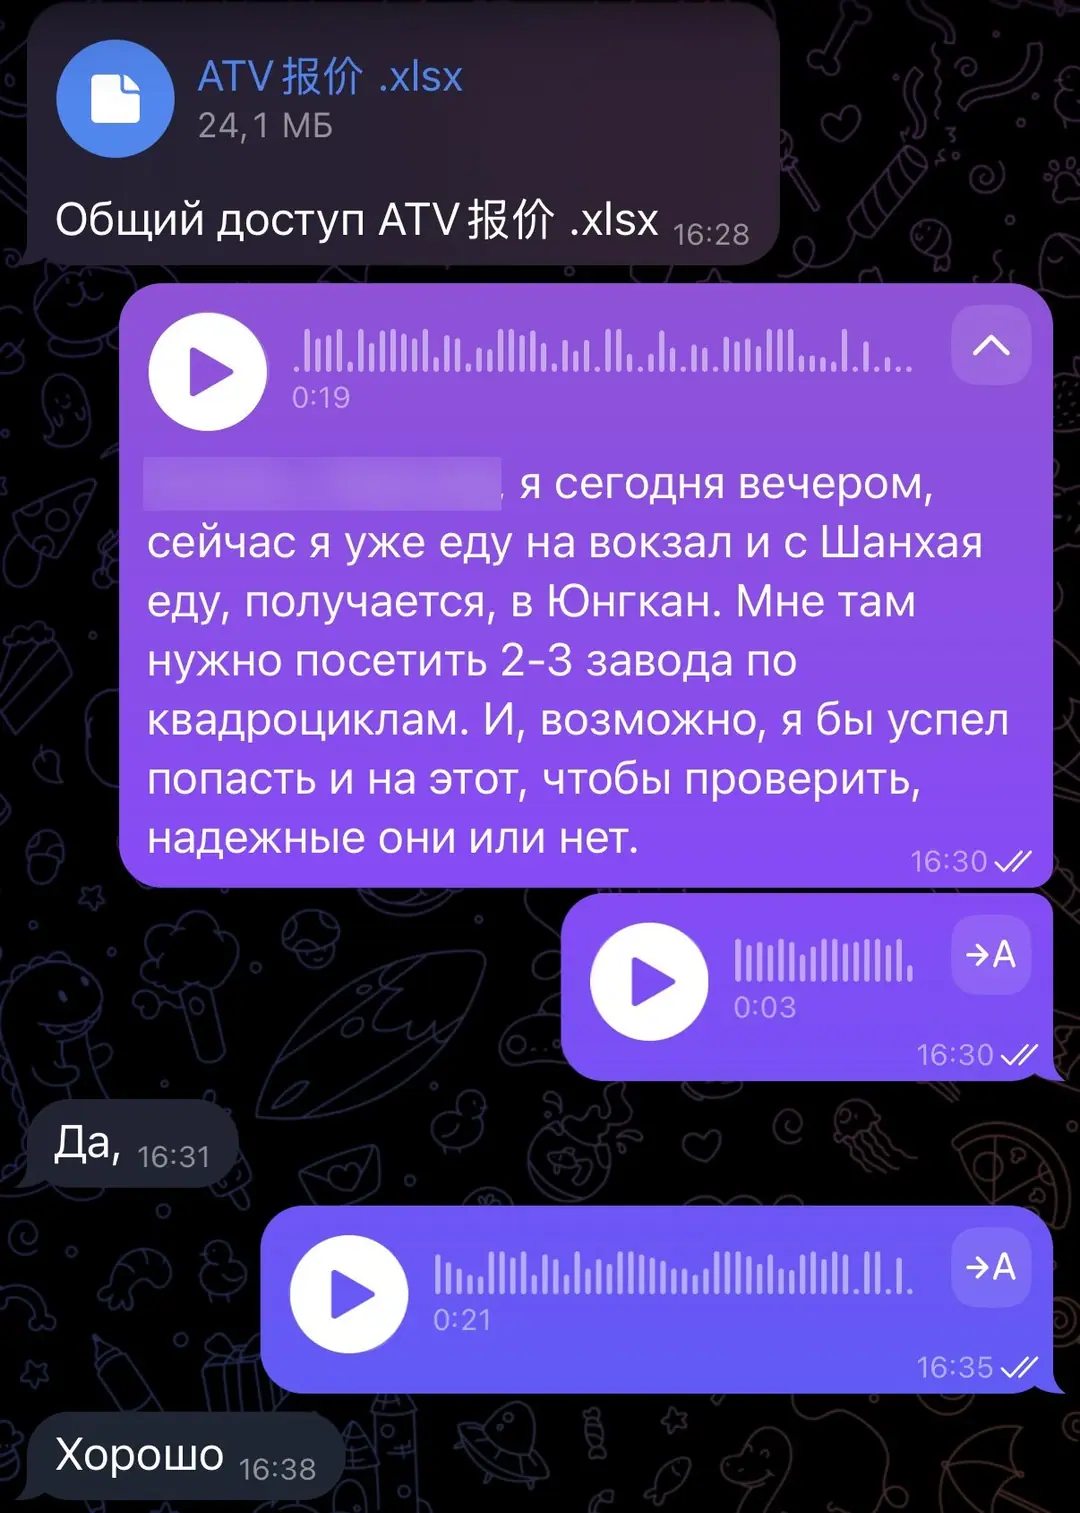 ATV报价 .xlsx
24,1 МБ
Общий доступ ATV报价 .xlsx 16:28
0:19
, я сегодня вечером,
сейчас я уже еду на вокзал и с Шанхая
еду, получается, в Юнгкан. Мне там
нужно посетить 2-3 завода по
квадроциклам. И, возможно, я бы успел
попасть и на этот, чтобы проверить,
надежные они или нет.
16:30
→A
0:03
16:30
Да, 16:31
→A
0:21
16:35
Хорошо 16:38